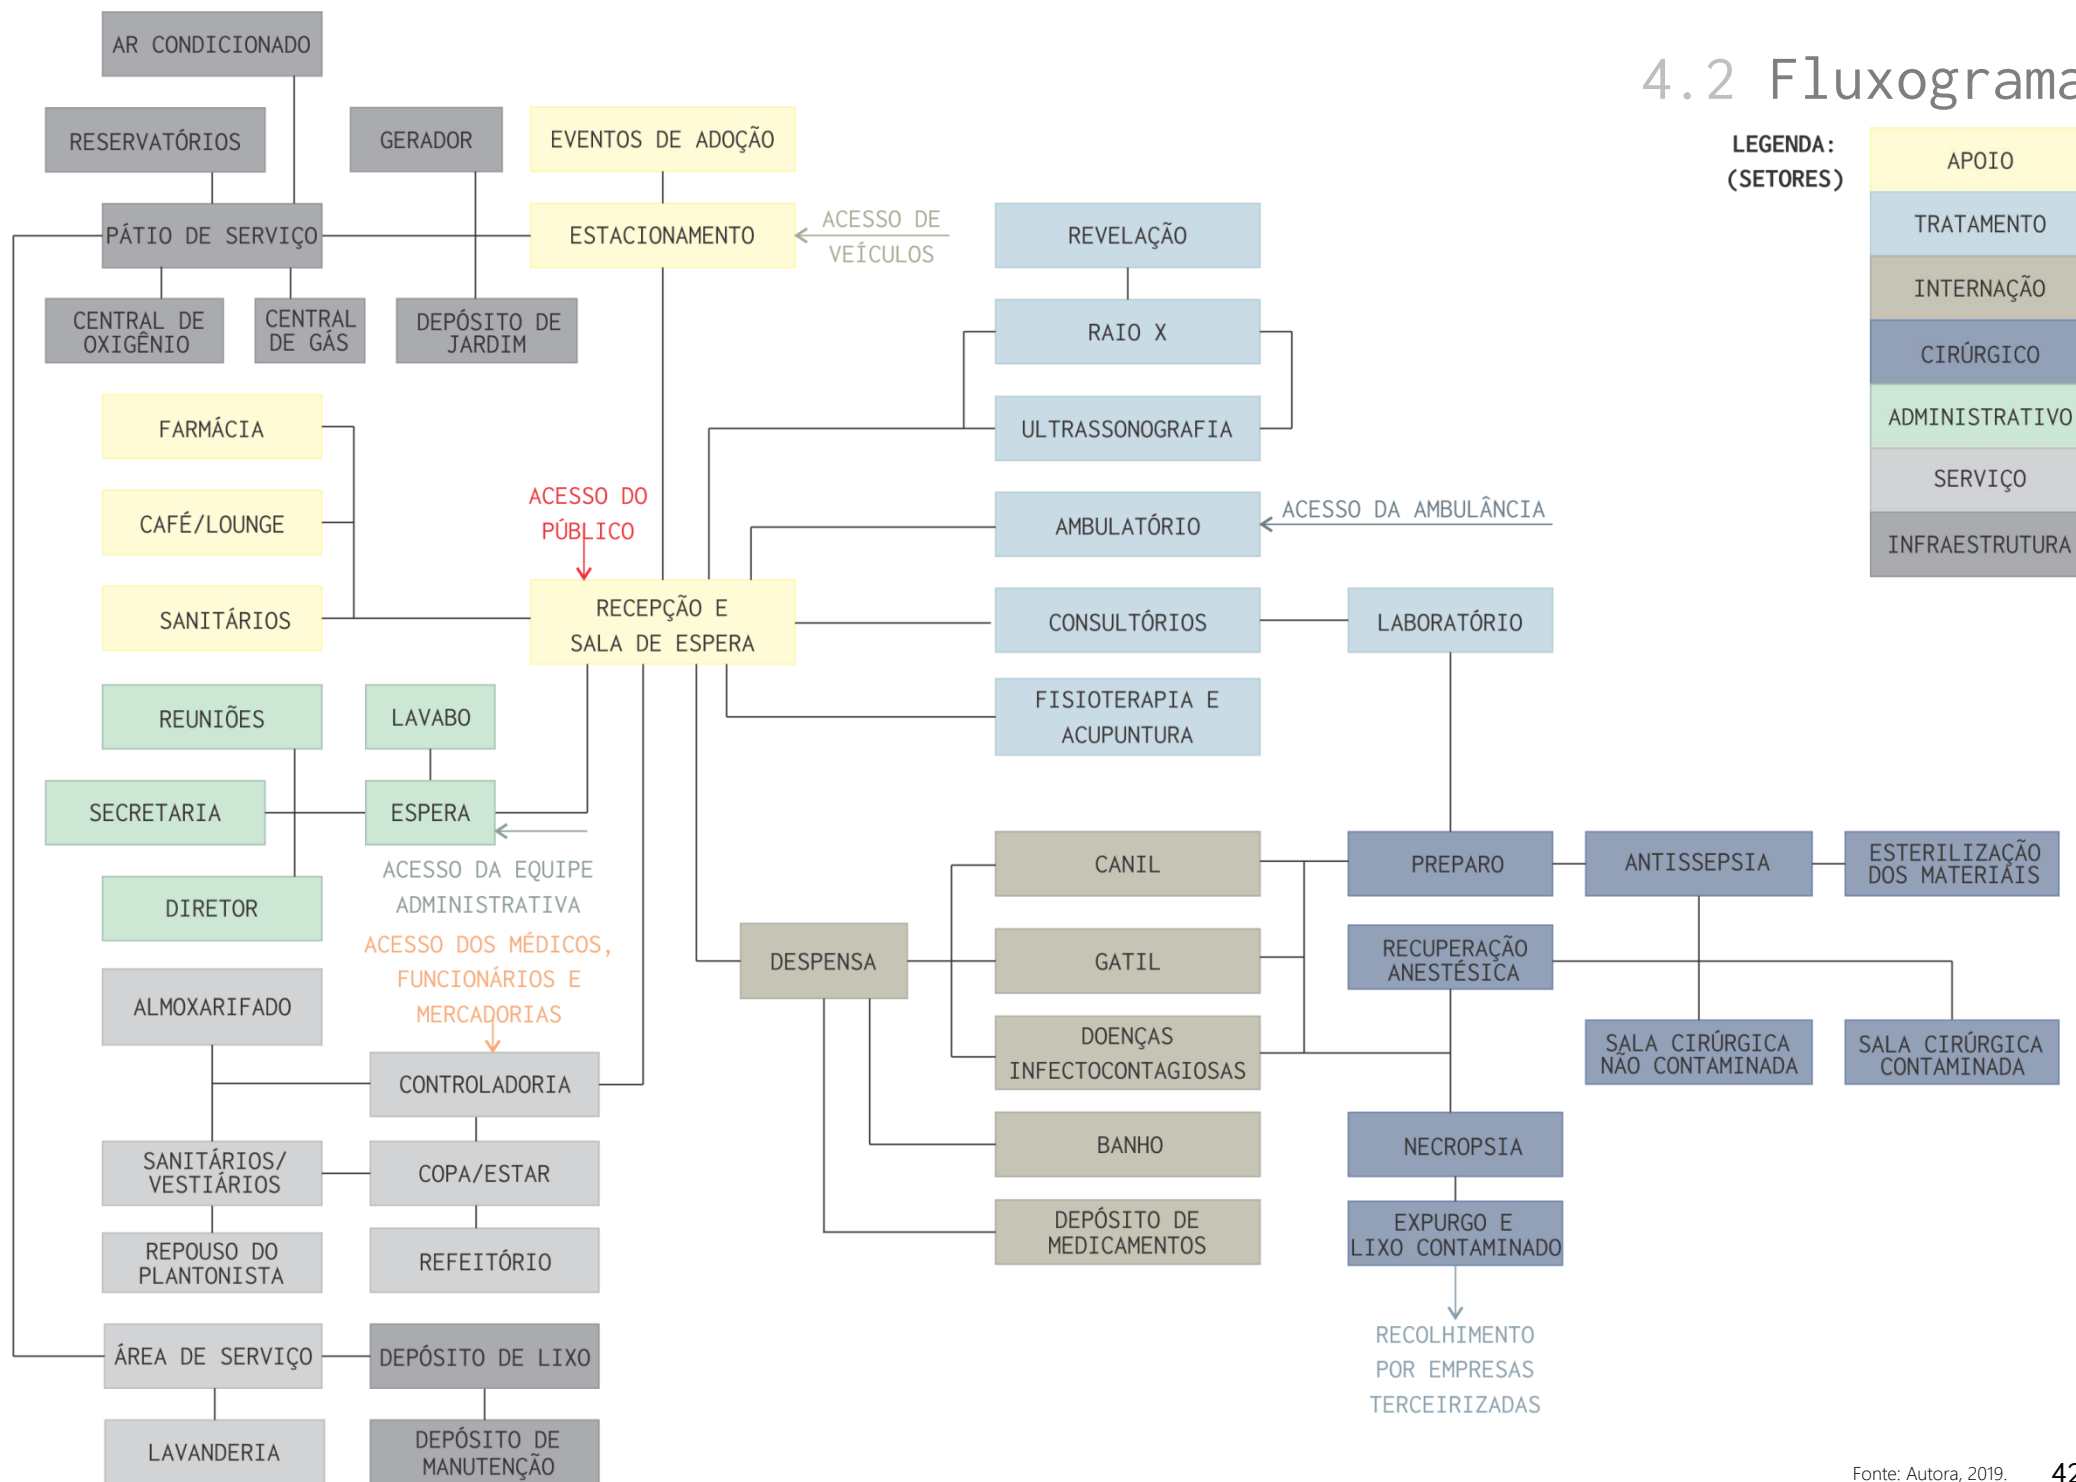 4.2 Fluxograma
LEGENDA:
(SETORES)
APOIO
TRATAMENTO
INTERNAÇÃO
CIRÚRGICO
ADMINISTRATIVO
SERVIÇO
INFRAESTRUTURA
AR CONDICIONADO
RESERVATÓRIOS
GERADOR
EVENTOS DE ADOÇÃO
PÁTIO DE SERVIÇO
ESTACIONAMENTO
ACESSO DE
VEÍCULOS
CENTRAL DE
OXIGÊNIO
CENTRAL
DE GÁS
DEPÓSITO DE
JARDIM
REVELAÇÃO
RAIO X
ULTRASSONOGRAFIA
FARMÁCIA
CAFÉ/LOUNGE
SANITÁRIOS
ACESSO DO
PÚBLICO
RECEPÇÃO E
SALA DE ESPERA
AMBULATÓRIO
ACESSO DA AMBULÂNCIA
CONSULTÓRIOS
LABORATÓRIO
FISIOTERAPIA E
ACUPUNTURA
REUNIÕES
LAVABO
SECRETARIA
ESPERA
DIRETOR
ACESSO DA EQUIPE
ADMINISTRATIVA
ACESSO DOS MÉDICOS,
FUNCIONÁRIOS E
MERCADORIAS
ALMOXARIFADO
CONTROLADORIA
SANITÁRIOS/
VESTIÁRIOS
COPA/ESTAR
REPOUSO DO
PLANTONISTA
REFEITÓRIO
ÁREA DE SERVIÇO
DEPÓSITO DE LIXO
LAVANDERIA
DEPÓSITO DE
MANUTENÇÃO
DESPENSA
CANIL
GATIL
DOENÇAS
INFECTOCONTAGIOSAS
BANHO
DEPÓSITO DE
MEDICAMENTOS
PREPARO
ANTISSEPSIA
ESTERILIZAÇÃO
DOS MATERIAIS
RECUPERAÇÃO
ANESTÉSICA
SALA CIRÚRGICA
NÃO CONTAMINADA
SALA CIRÚRGICA
CONTAMINADA
NECROPSIA
EXPURGO E
LIXO CONTAMINADO
RECOLHIMENTO
POR EMPRESAS
TERCEIRIZADAS
Fonte: Autora, 2019.
42